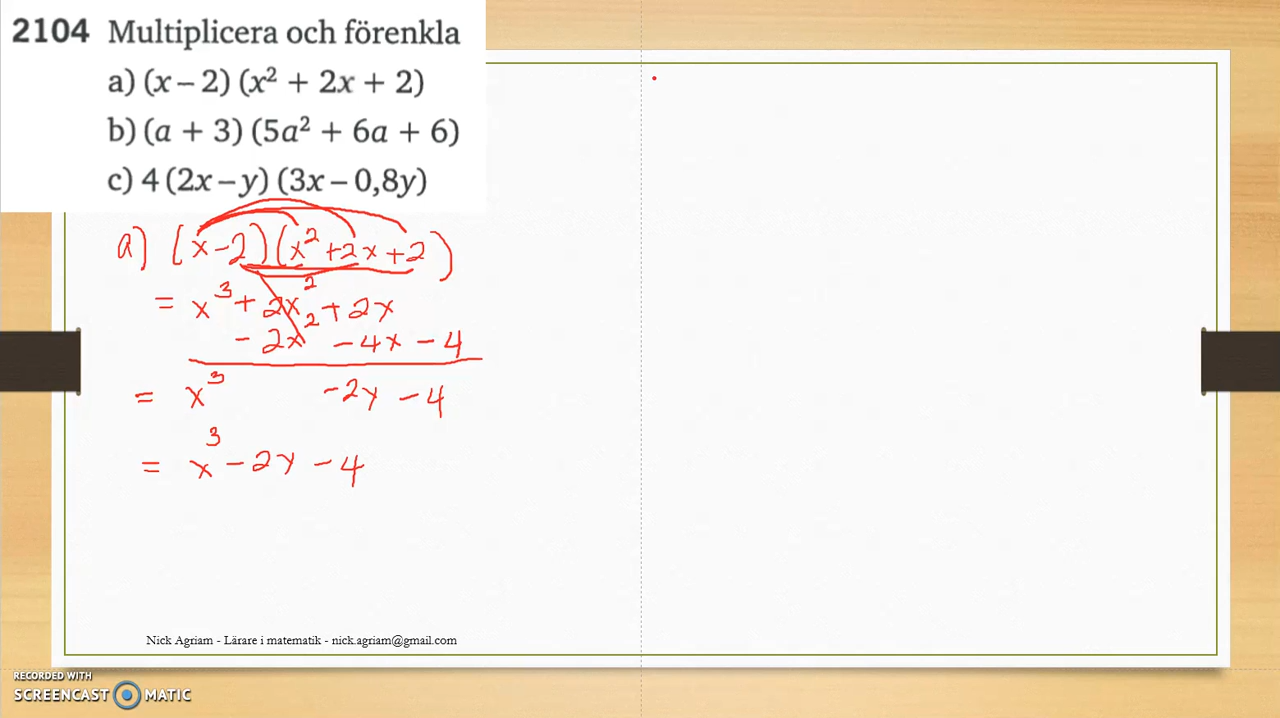 2104 Multiplicera och förenkla
a) (x – 2) (x² + 2x + 2)
b) (a + 3) (5a² + 6a + 6)
c) 4 (2x – y) (3x – 0,8y)
a) (x-2)(x² +2x +2)
= x³ + 2x² + 2x
- 2x² - 4x - 4
= x³ -2y - 4
= x³ - 2y - 4
Nick Agriam - Lärare i matematik - nick.agriam@gmail.com
RECORDED WITH
SCREENCAST MATIC